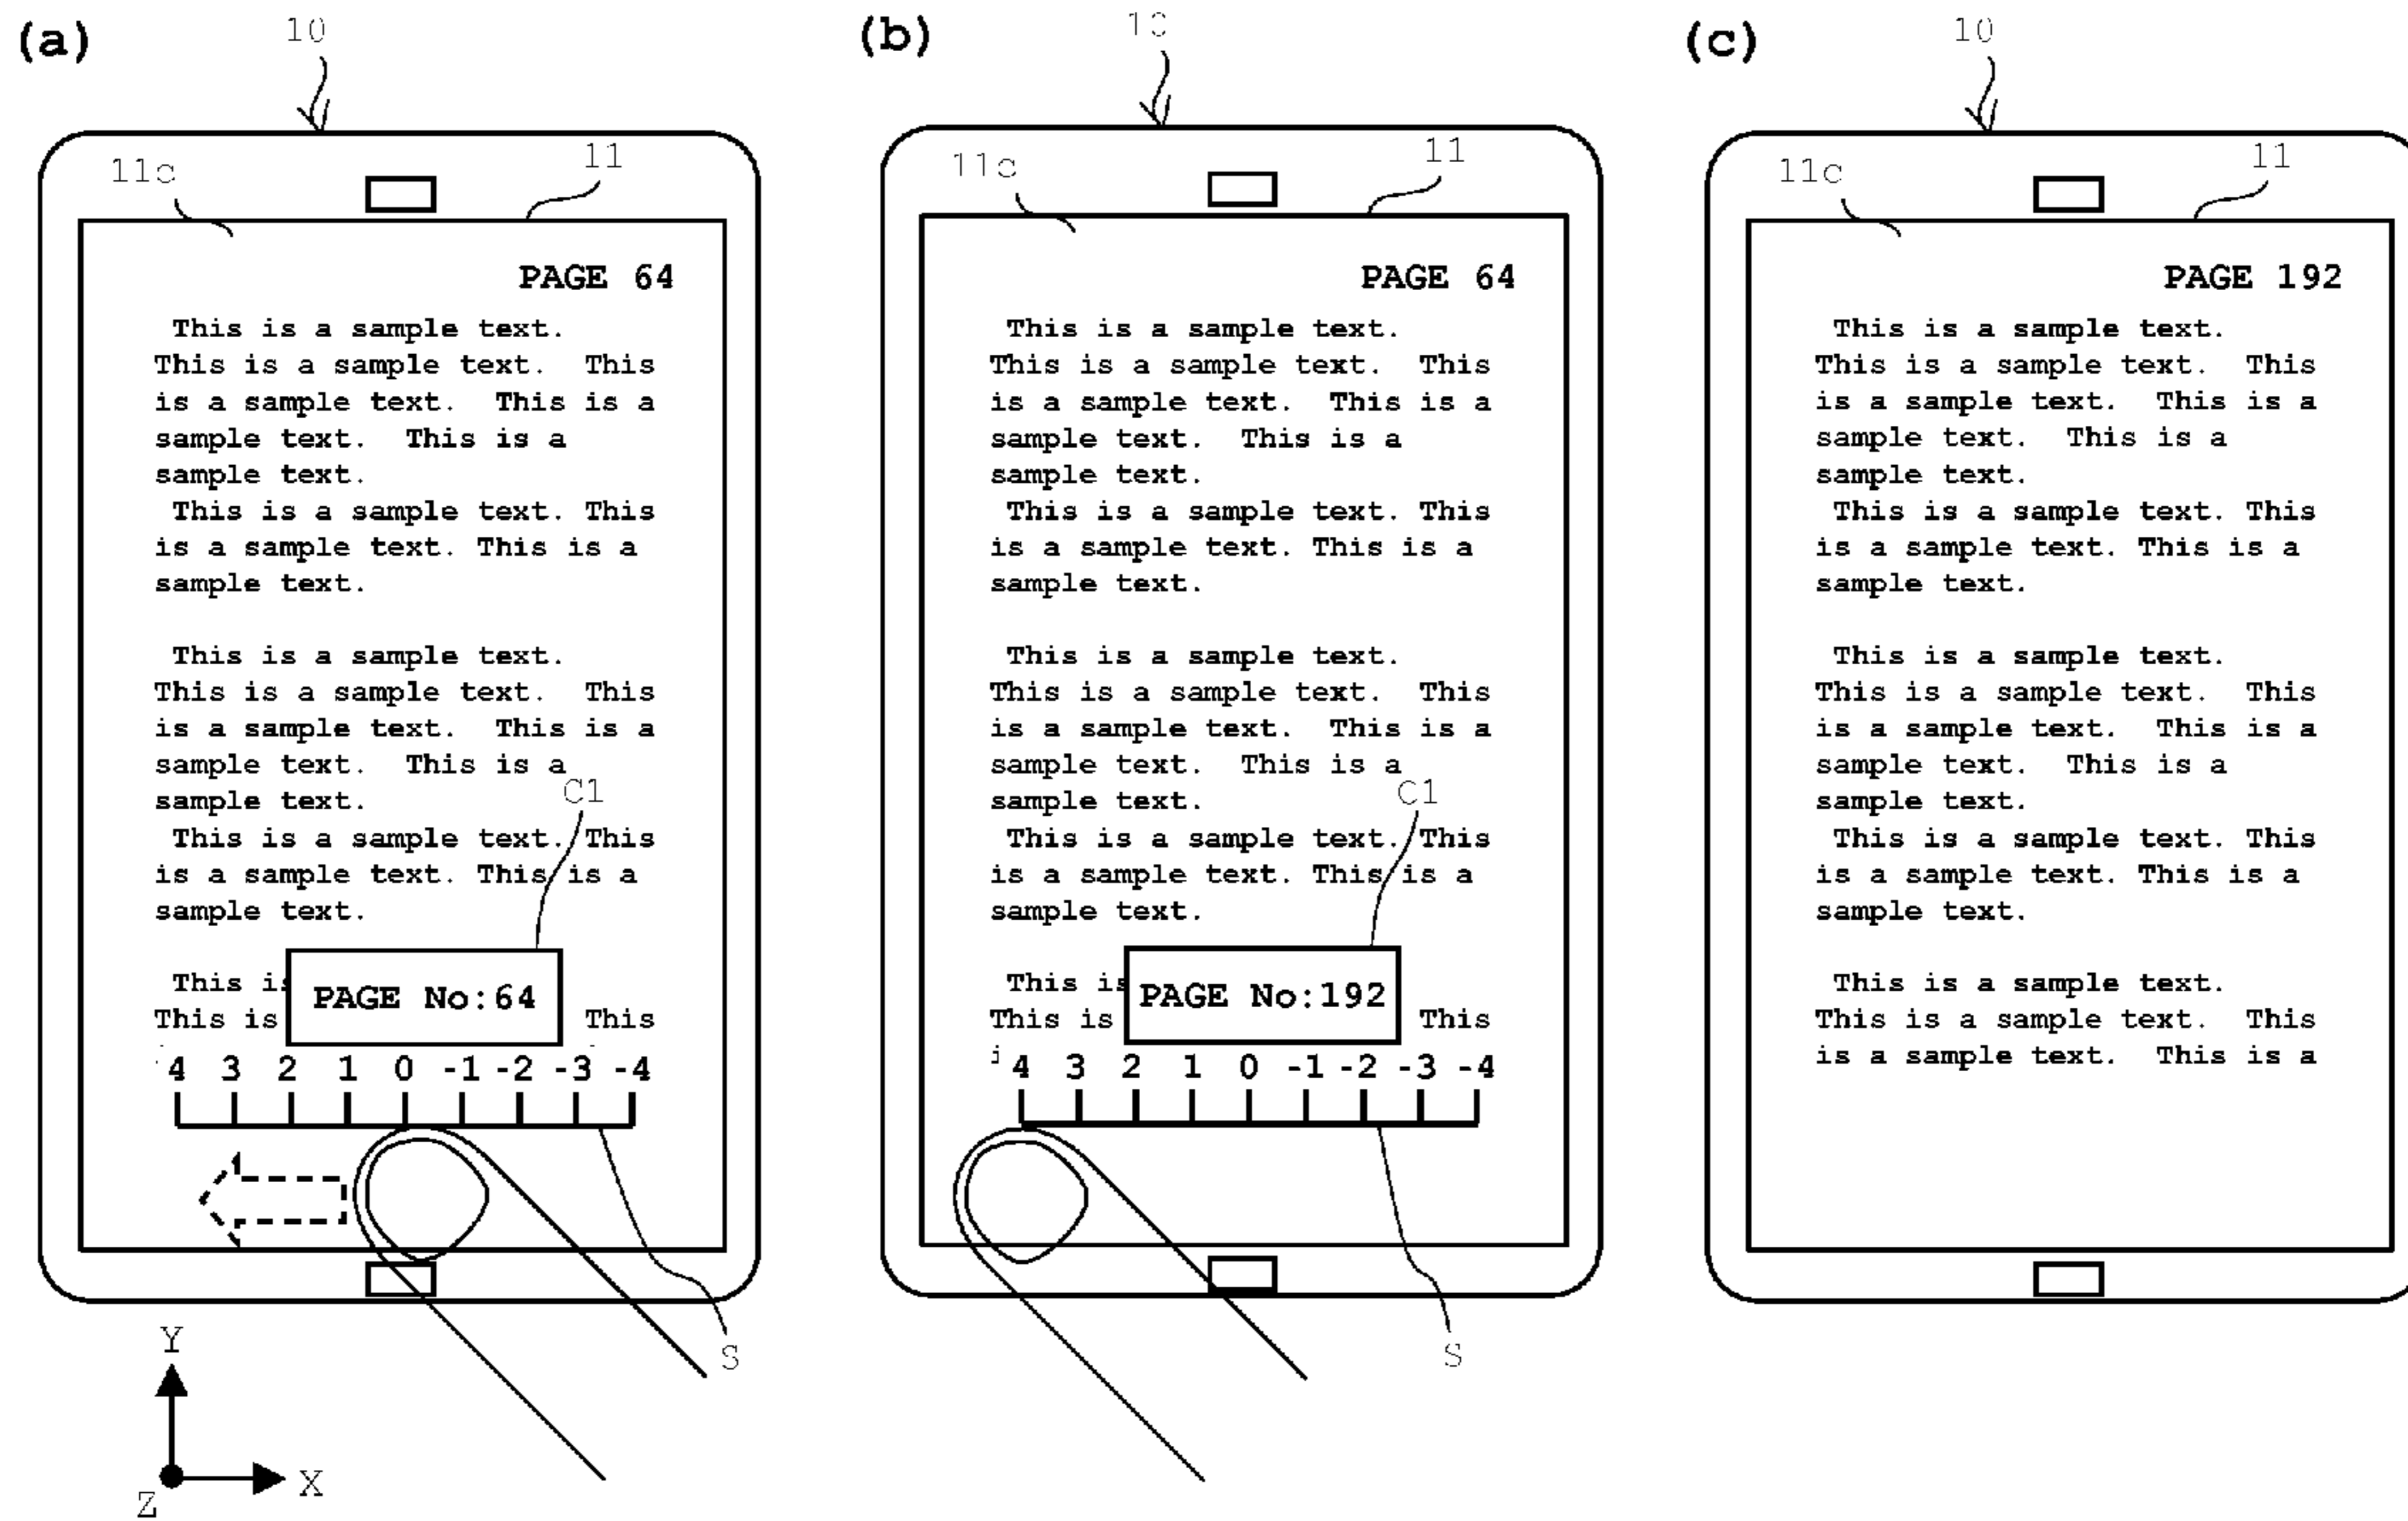 (a)
10
11c
11
PAGE 64
This is a sample text.
This is a sample text.  This
is a sample text.  This is a
sample text.  This is a
sample text.
This is a sample text. This
is a sample text. This is a
sample text.
This is a sample text.
This is a sample text.  This
is a sample text.  This is a
sample text.  This is a
sample text.
C1
This is a sample text. This
is a sample text. This is a
sample text.
This is
PAGE No:64
This is This
4 3 2 1 0 -1 -2 -3 -4
S
Y
X
Z
(b)
10
11c
11
PAGE 64
This is a sample text.
This is a sample text.  This
is a sample text.  This is a
sample text.  This is a
sample text.
This is a sample text. This
is a sample text. This is a
sample text.
This is a sample text.
This is a sample text.  This
is a sample text.  This is a
sample text.  This is a
sample text.
C1
This is a sample text. This
is a sample text. This is a
sample text.
This is
PAGE No:192
This is This
i
4 3 2 1 0 -1 -2 -3 -4
S
(c)
10
11c
11
PAGE 192
This is a sample text.
This is a sample text.  This
is a sample text.  This is a
sample text.  This is a
sample text.
This is a sample text. This
is a sample text. This is a
sample text.
This is a sample text.
This is a sample text.  This
is a sample text.  This is a
sample text.  This is a
sample text.
This is a sample text. This
is a sample text. This is a
sample text.
This is a sample text.
This is a sample text.  This
is a sample text.  This is a